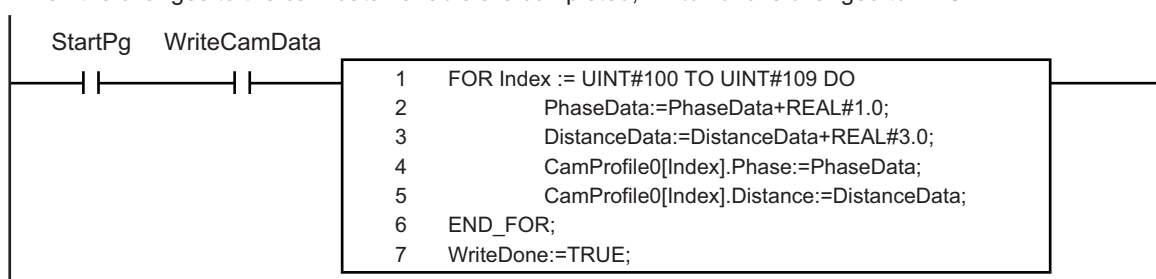 StartPg WriteCamData
1 FOR Index := UINT#100 TO UINT#109 DO
2 PhaseData:=PhaseData+REAL#1.0;
3 DistanceData:=DistanceData+REAL#3.0;
4 CamProfile0[Index].Phase:=PhaseData;
5 CamProfile0[Index].Distance:=DistanceData;
6 END_FOR;
7 WriteDone:=TRUE;